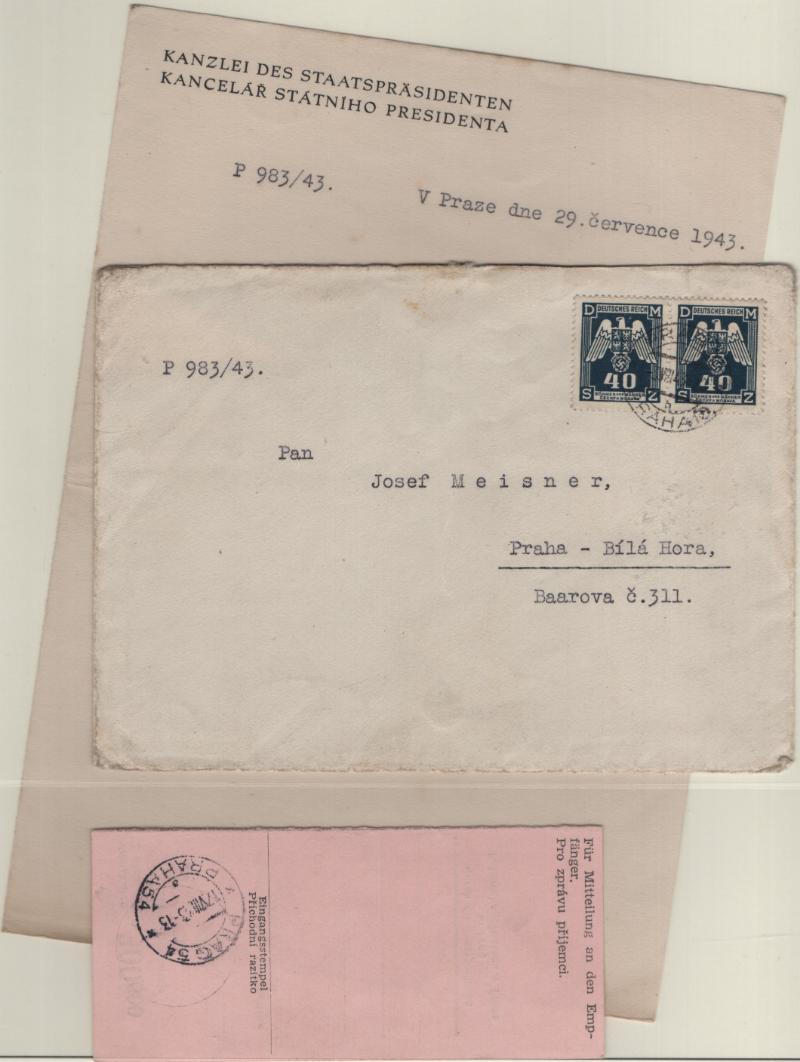 KANZLEI DES STAATSPRÄSIDENTEN
KANCELÁŘ STÁTNÍHO PRESIDENTA
P 983/43.
V Praze dne 29.července 1943.
D DEUTSCHES REICH M
40
S Z
D DEUTSCHES REICH M
40
S Z
PRAHA
P 983/43.
Pan
Josef Meisner,
Praha - Bílá Hora,
Baarova č.311.
Für Mitteilung an den Emp-
fänger.
Pro zprávu příjemci.
Eingangsstempel
Příchodní razítko
PRAG 54 * PRAHA 54